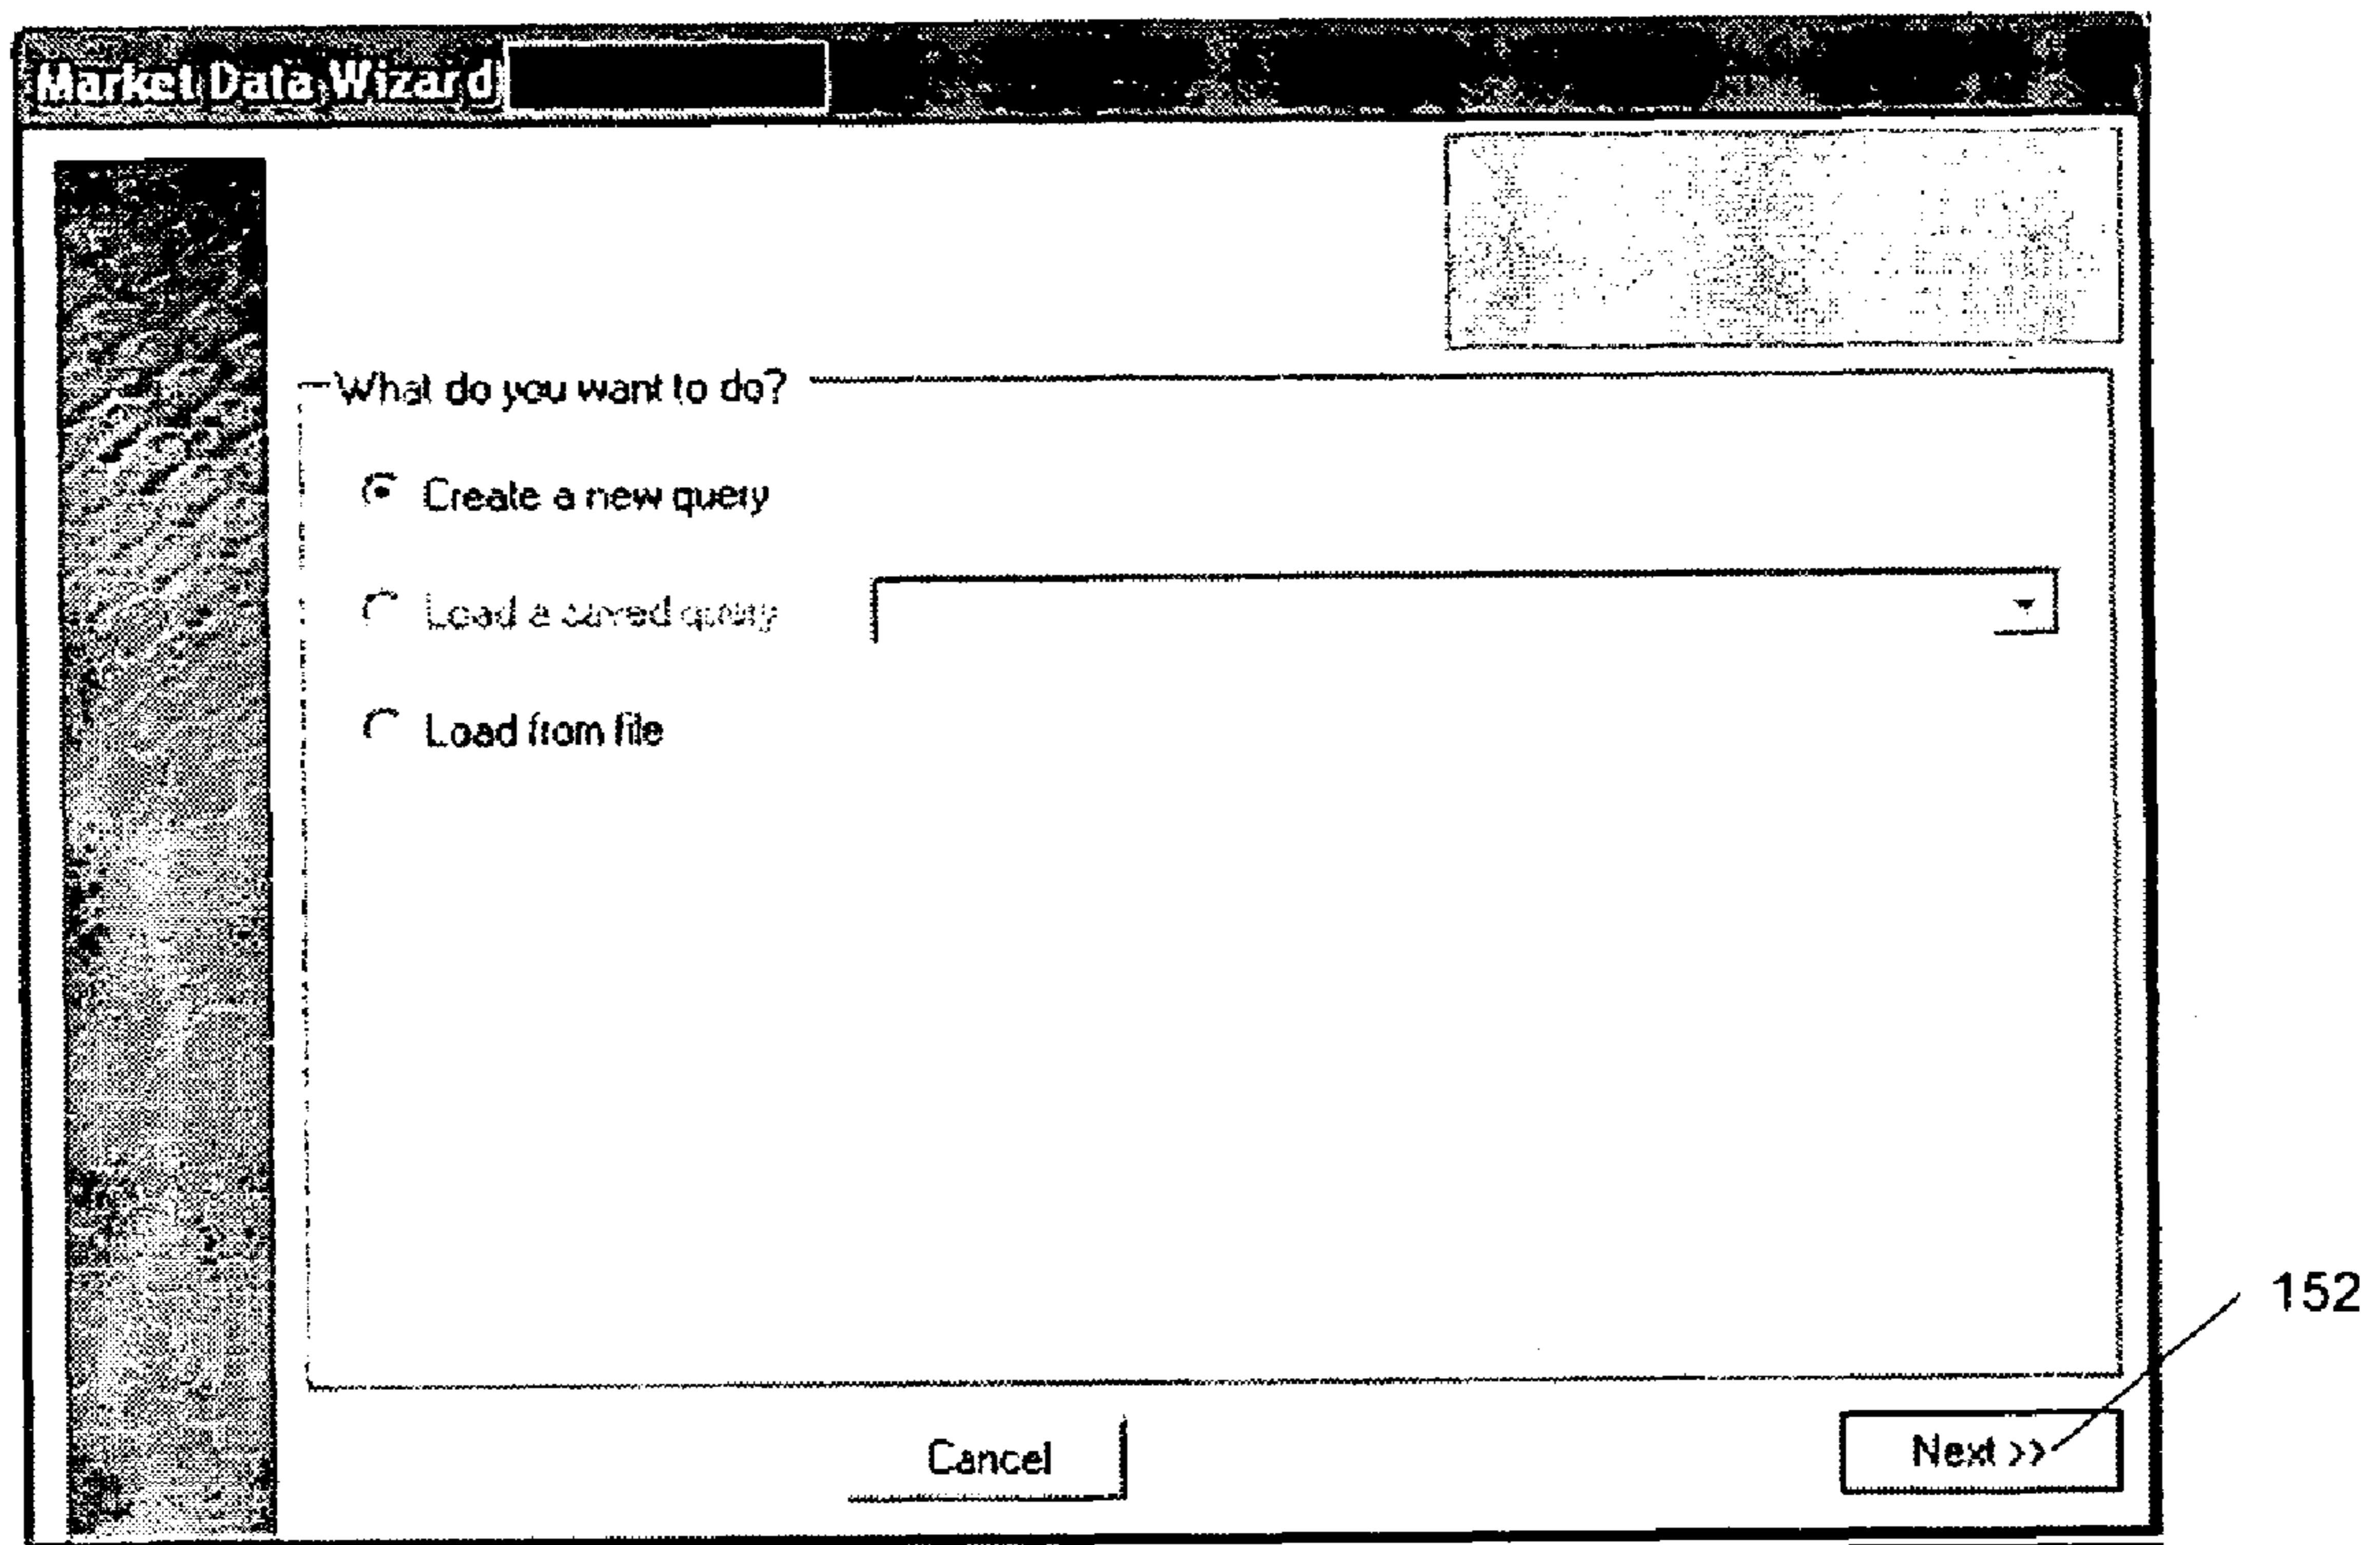 Market Data Wizard
What do you want to do?
Create a new query
Load a saved query
Load from file
152
Cancel
Next >>